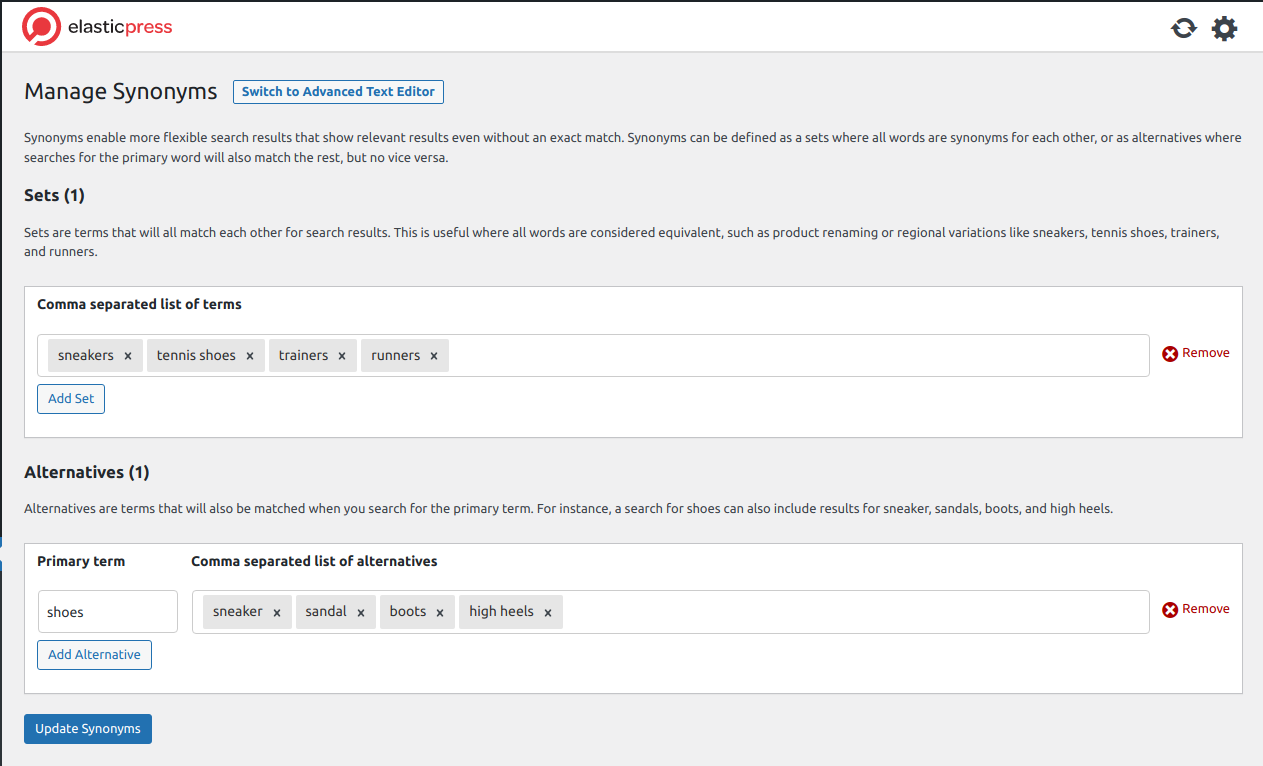 elasticpress
Manage Synonyms Switch to Advanced Text Editor
Synonyms enable more flexible search results that show relevant results even without an exact match. Synonyms can be defined as a sets where all words are synonyms for each other, or as alternatives where
searches for the primary word will also match the rest, but no vice versa.
Sets (1)
Sets are terms that will all match each other for search results. This is useful where all words are considered equivalent, such as product renaming or regional variations like sneakers, tennis shoes, trainers,
and runners.
Comma separated list of terms
sneakers × tennis shoes × trainers × runners × Remove
Add Set
Alternatives (1)
Alternatives are terms that will also be matched when you search for the primary term. For instance, a search for shoes can also include results for sneaker, sandals, boots, and high heels.
Primary term Comma separated list of alternatives
shoes sneaker × sandal × boots × high heels × Remove
Add Alternative
Update Synonyms